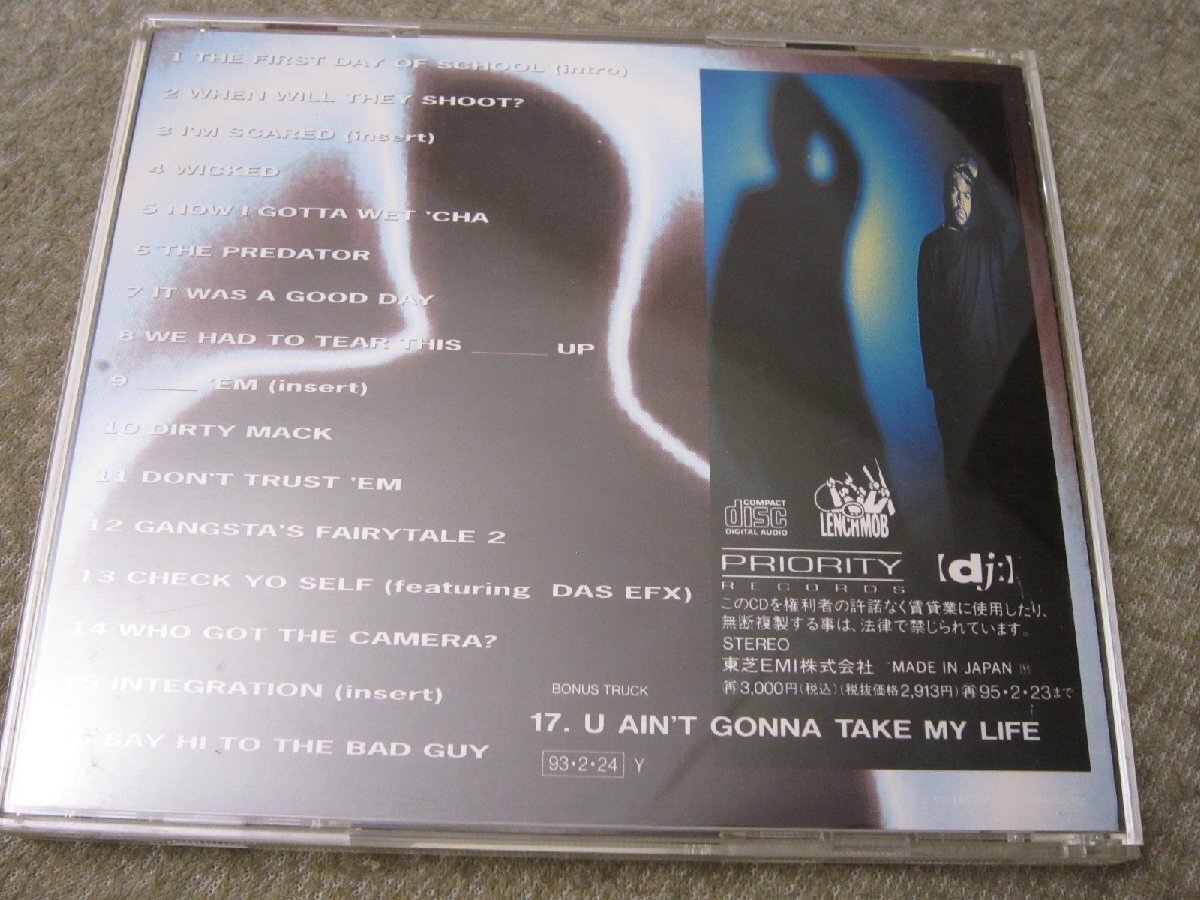 1 THE FIRST DAY OF SCHOOL (intro)
2 WHEN WILL THEY SHOOT?
3 I'M SCARED (insert)
4 WICKED
5 NOW I GOTTA WET 'CHA
6 THE PREDATOR
7 IT WAS A GOOD DAY
8 WE HAD TO TEAR THIS _____ UP
9 ____ 'EM (insert)
10 DIRTY MACK
11 DON'T TRUST 'EM
12 GANGSTA'S FAIRYTALE 2
13 CHECK YO SELF (featuring DAS EFX)
14 WHO GOT THE CAMERA?
15 INTEGRATION (insert)
SAY HI TO THE BAD GUY
BONUS TRUCK
17. U AIN'T GONNA TAKE MY LIFE
93・2・24 Y
COMPACT
disc
DIGITAL AUDIO
LENCHMOB
PRIORITY
RECORDS
【dj:】
このCDを権利者の許諾なく賃貸業に使用したり、
無断複製する事は、法律で禁じられています。
STEREO
東芝EMI株式会社 MADE IN JAPAN
再3,000円(税込)(税抜価格2,913円)再95・2・23まで